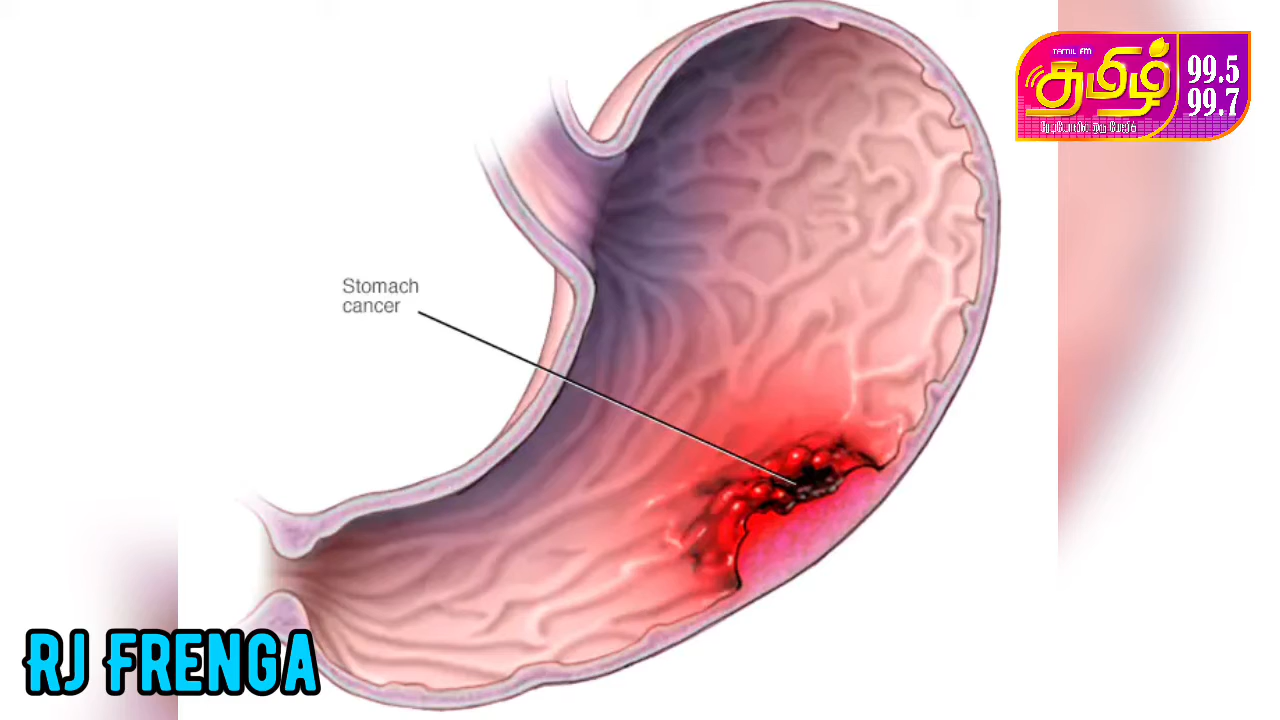 TAMIL FM
தமிழ்
99.5
99.7
Stomach
cancer
RJ FRENGA